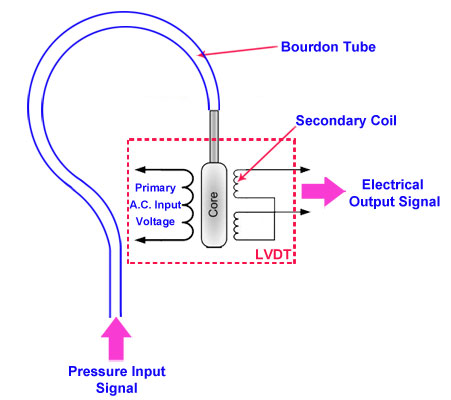 Bourdon Tube
Secondary Coil
Primary
A.C. Input
Voltage
Core
Electrical
Output Signal
LVDT
Pressure Input
Signal